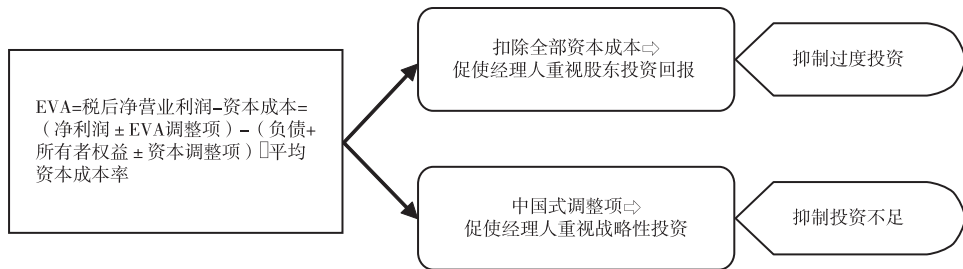 EVA=税后净营业利润-资本成本=
（净利润±EVA调整项）-（负债+
所有者权益±资本调整项）□平均
资本成本率
扣除全部资本成本⇨
促使经理人重视股东投资回报
抑制过度投资
中国式调整项⇨
促使经理人重视战略性投资
抑制投资不足